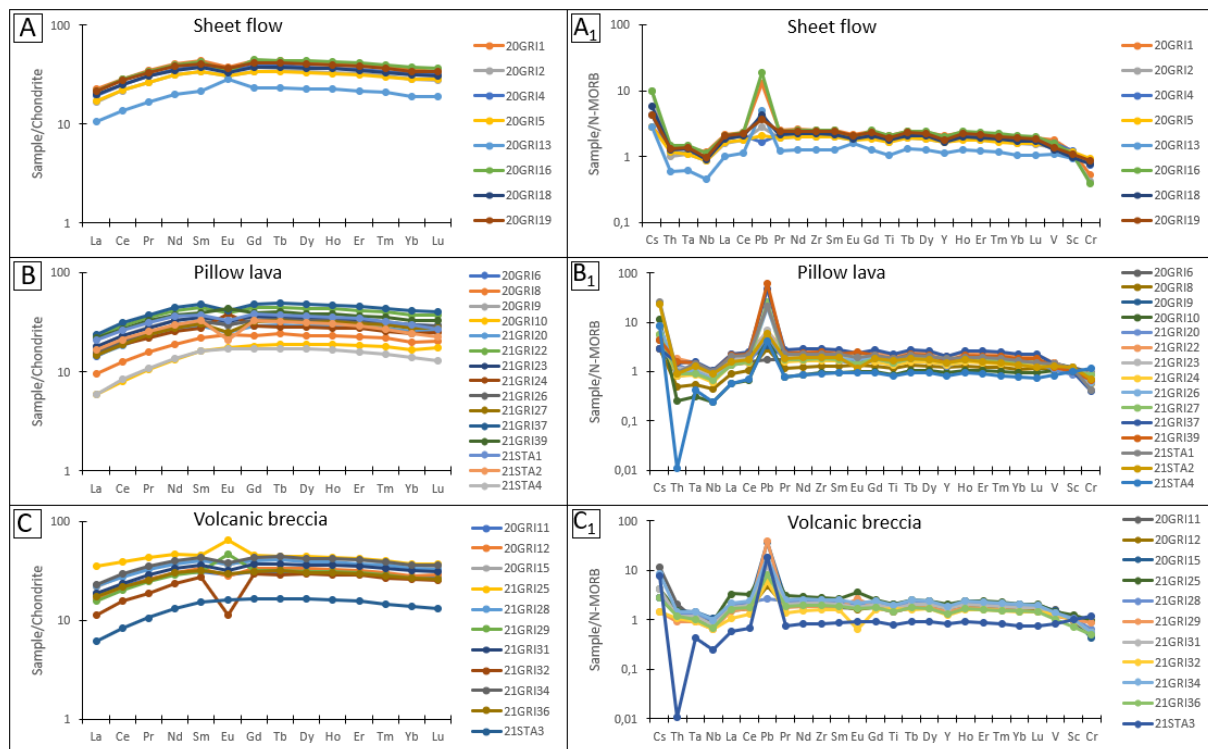 A
Sheet flow
Sample/Chondrite
100
10
1
La Ce Pr Nd Sm Eu Gd Tb Dy Ho Er Tm Yb Lu
20GRI1
20GRI2
20GRI4
20GRI5
20GRI13
20GRI16
20GRI18
20GRI19
A1
Sheet flow
Sample/N-MORB
100
10
1
0,1
Cs Th Ta Nb La Ce Pb Pr Nd Zr Sm Eu Gd Ti Tb Dy Y Ho Er Tm Yb Lu V Sc Cr
20GRI1
20GRI2
20GRI4
20GRI5
20GRI13
20GRI16
20GRI18
20GRI19
B
Pillow lava
Sample/Chondrite
100
10
1
La Ce Pr Nd Sm Eu Gd Tb Dy Ho Er Tm Yb Lu
20GRI6
20GRI8
20GRI9
20GRI10
21GRI20
21GRI22
21GRI23
21GRI24
21GRI26
21GRI27
21GRI37
21GRI39
21STA1
21STA2
21STA4
B1
Pillow lava
Sample/N-MORB
100
10
1
0,1
0,01
Cs Th Ta Nb La Ce Pb Pr Nd Zr Sm Eu Gd Ti Tb Dy Y Ho Er Tm Yb Lu V Sc Cr
20GRI6
20GRI8
20GRI9
20GRI10
21GRI20
21GRI22
21GRI23
21GRI24
21GRI26
21GRI27
21GRI37
21GRI39
21STA1
21STA2
21STA4
C
Volcanic breccia
Sample/Chondrite
100
10
1
La Ce Pr Nd Sm Eu Gd Tb Dy Ho Er Tm Yb Lu
20GRI11
20GRI12
20GRI15
21GRI25
21GRI28
21GRI29
21GRI31
21GRI32
21GRI34
21GRI36
21STA3
C1
Volcanic breccia
Sample/N-MORB
100
10
1
0,1
0,01
Cs Th Ta Nb La Ce Pb Pr Nd Zr Sm Eu Gd Ti Tb Dy Y Ho Er Tm Yb Lu V Sc Cr
20GRI11
20GRI12
20GRI15
21GRI25
21GRI28
21GRI29
21GRI31
21GRI32
21GRI34
21GRI36
21STA3